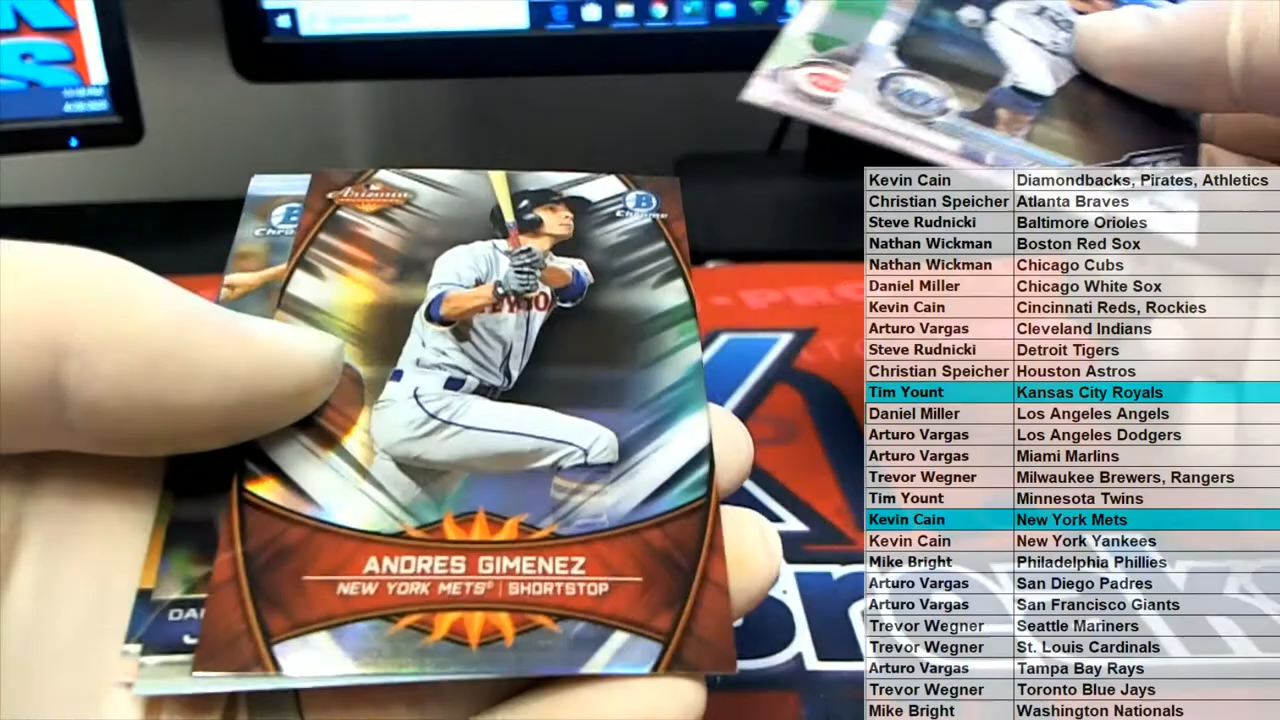 S
Arizona
B
Chrome
B
Chro
ANDRES GIMENEZ
NEW YORK METS® | SHORTSTOP
DA
Kevin Cain Diamondbacks, Pirates, Athletics
Christian Speicher Atlanta Braves
Steve Rudnicki Baltimore Orioles
Nathan Wickman Boston Red Sox
Nathan Wickman Chicago Cubs
Daniel Miller Chicago White Sox
Kevin Cain Cincinnati Reds, Rockies
Arturo Vargas Cleveland Indians
Steve Rudnicki Detroit Tigers
Christian Speicher Houston Astros
Tim Yount Kansas City Royals
Daniel Miller Los Angeles Angels
Arturo Vargas Los Angeles Dodgers
Arturo Vargas Miami Marlins
Trevor Wegner Milwaukee Brewers, Rangers
Tim Yount Minnesota Twins
Kevin Cain New York Mets
Kevin Cain New York Yankees
Mike Bright Philadelphia Phillies
Arturo Vargas San Diego Padres
Arturo Vargas San Francisco Giants
Trevor Wegner Seattle Mariners
Trevor Wegner St. Louis Cardinals
Arturo Vargas Tampa Bay Rays
Trevor Wegner Toronto Blue Jays
Mike Bright Washington Nationals